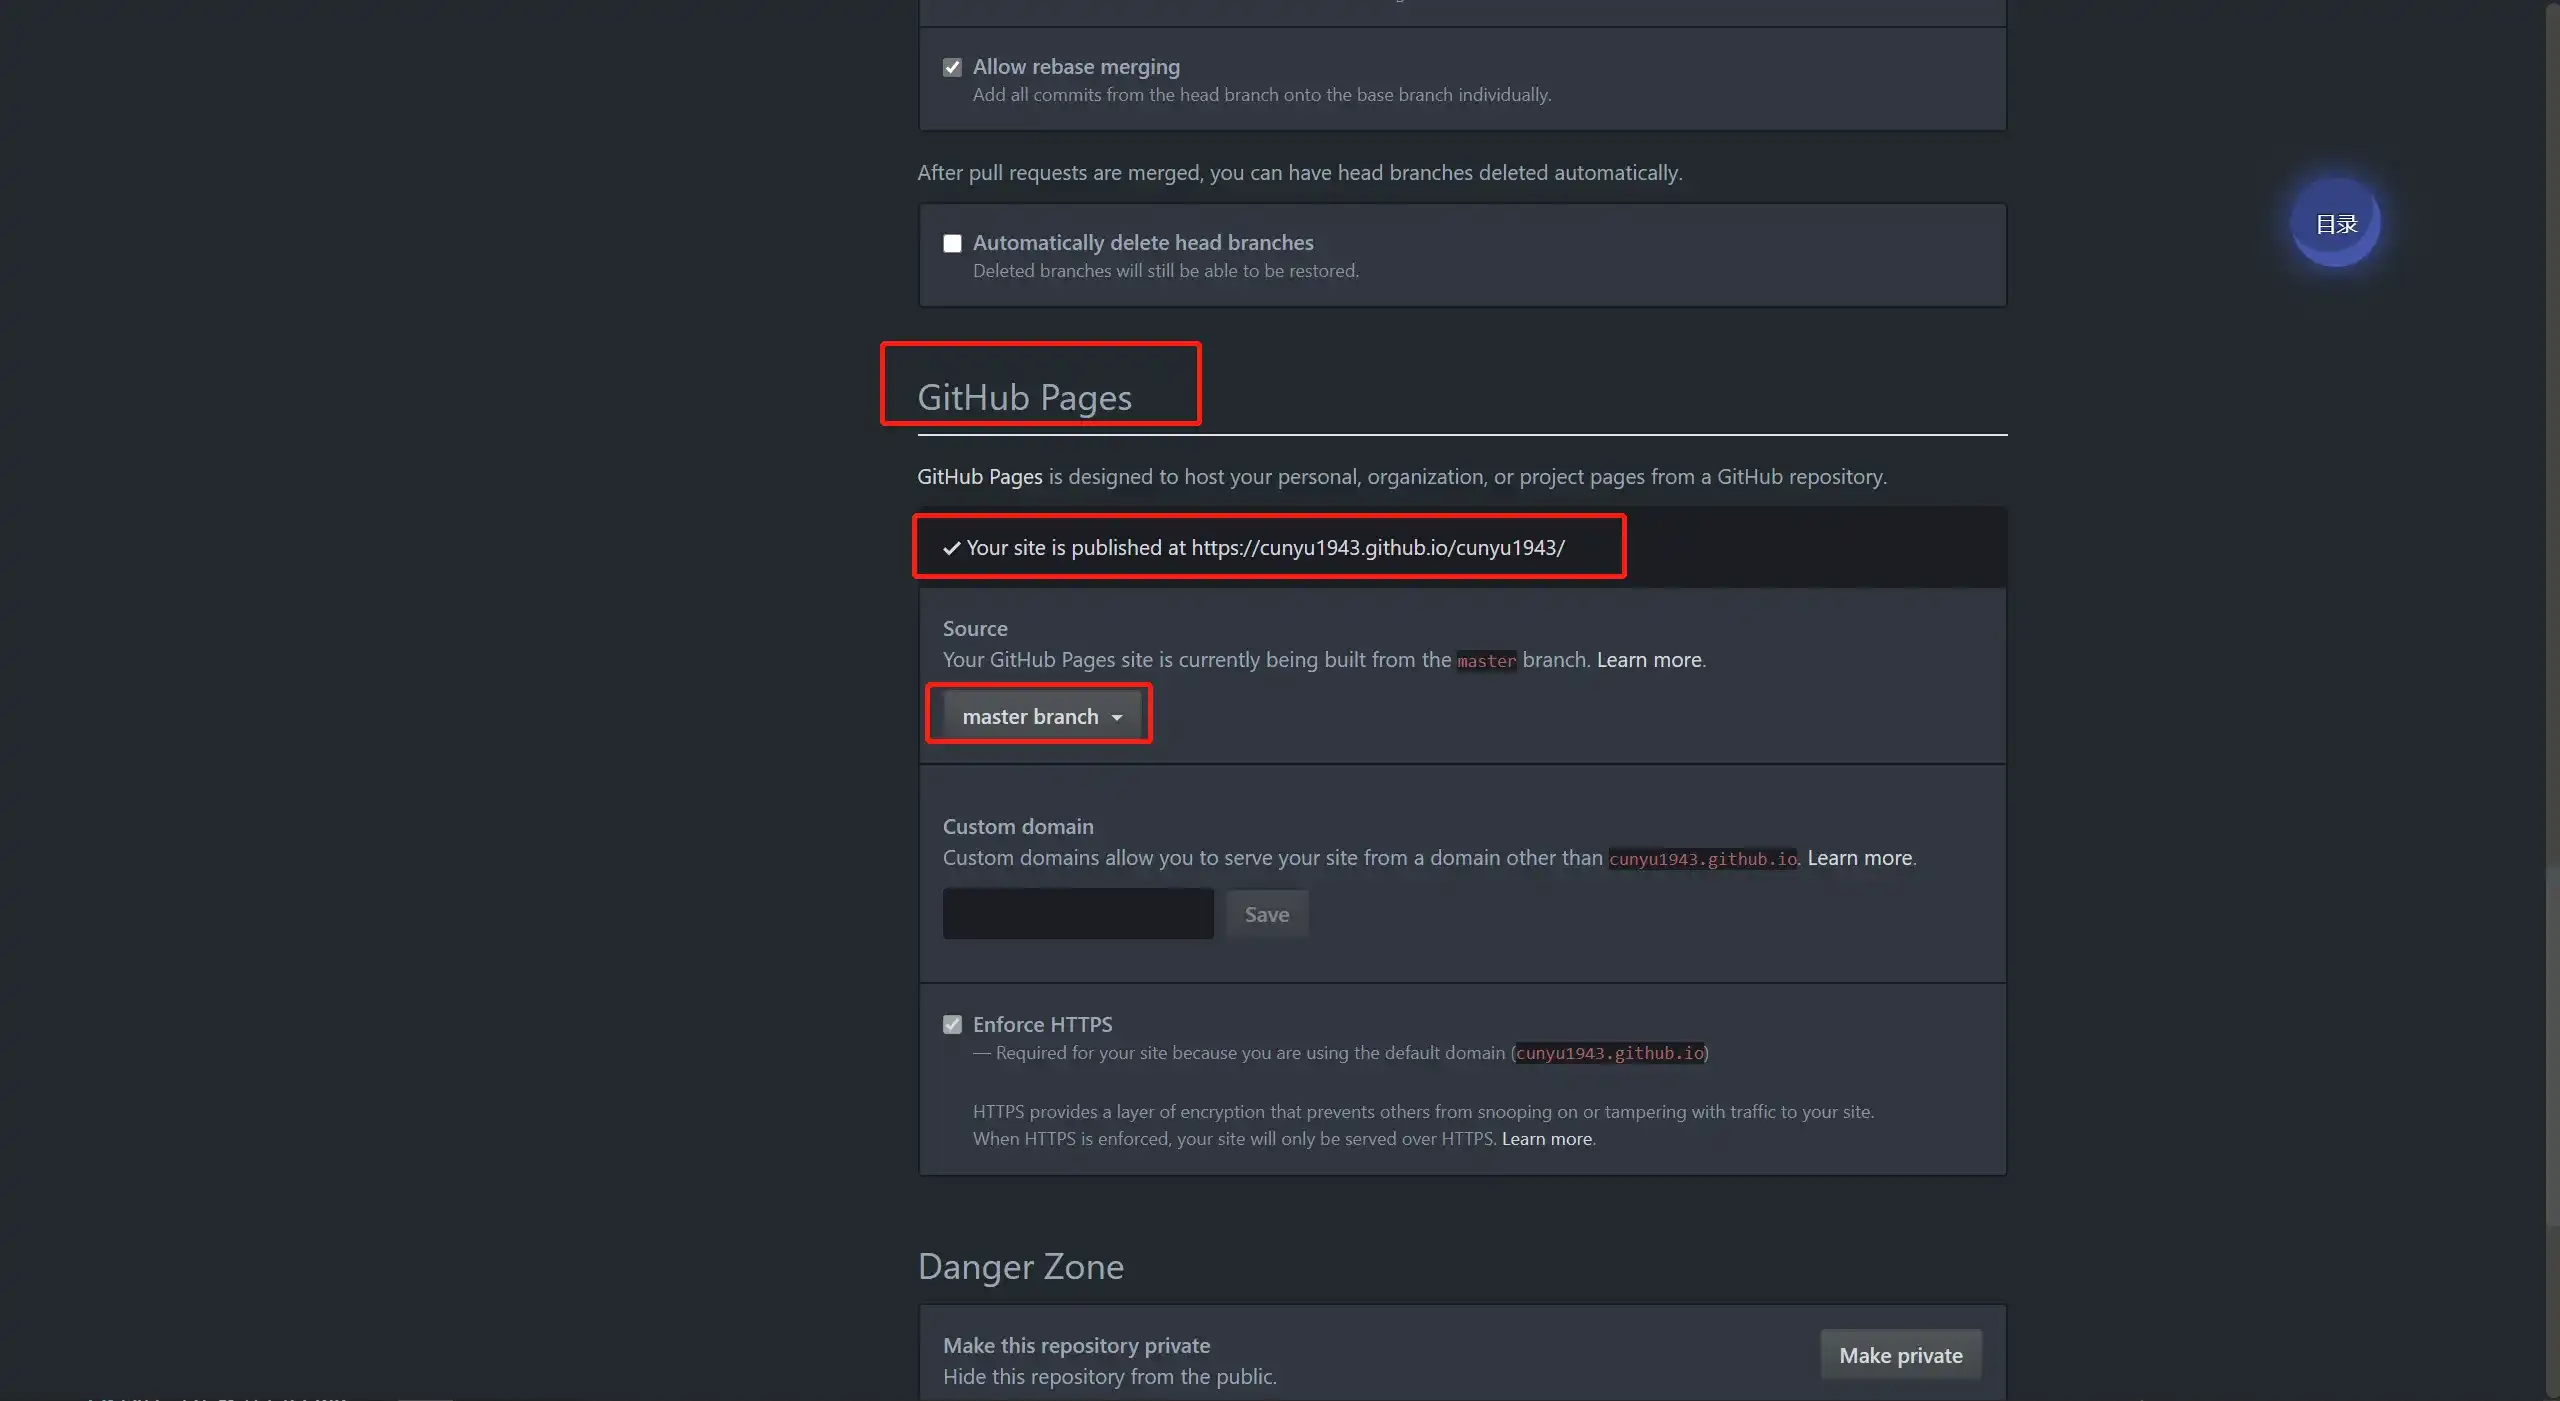 Allow rebase merging
Add all commits from the head branch onto the base branch individually.
After pull requests are merged, you can have head branches deleted automatically.
目录
Automatically delete head branches
Deleted branches will still be able to be restored.
GitHub Pages
GitHub Pages is designed to host your personal, organization, or project pages from a GitHub repository.
Your site is published at https://cunyu1943.github.io/cunyu1943/
Source
Your GitHub Pages site is currently being built from the master branch. Learn more.
master branch
Custom domain
Custom domains allow you to serve your site from a domain other than cunyu1943.github.io. Learn more.
Save
Enforce HTTPS
— Required for your site because you are using the default domain (cunyu1943.github.io)
HTTPS provides a layer of encryption that prevents others from snooping on or tampering with traffic to your site.
When HTTPS is enforced, your site will only be served over HTTPS. Learn more.
Danger Zone
Make this repository private
Hide this repository from the public.
Make private